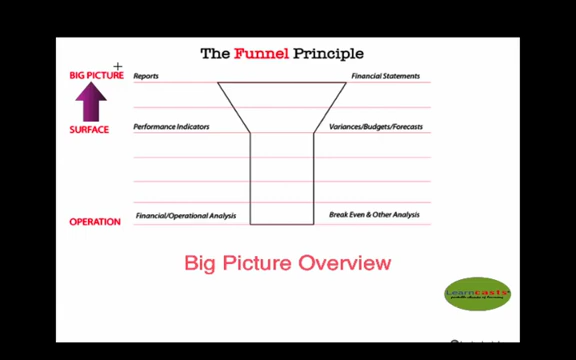 The Funnel Principle
BIG PICTURE
Reports
Financial Statements
SURFACE
Performance Indicators
Variances/Budgets/Forecasts
OPERATION
Financial/Operational Analysis
Break Even & Other Analysis
Big Picture Overview
Learncasts